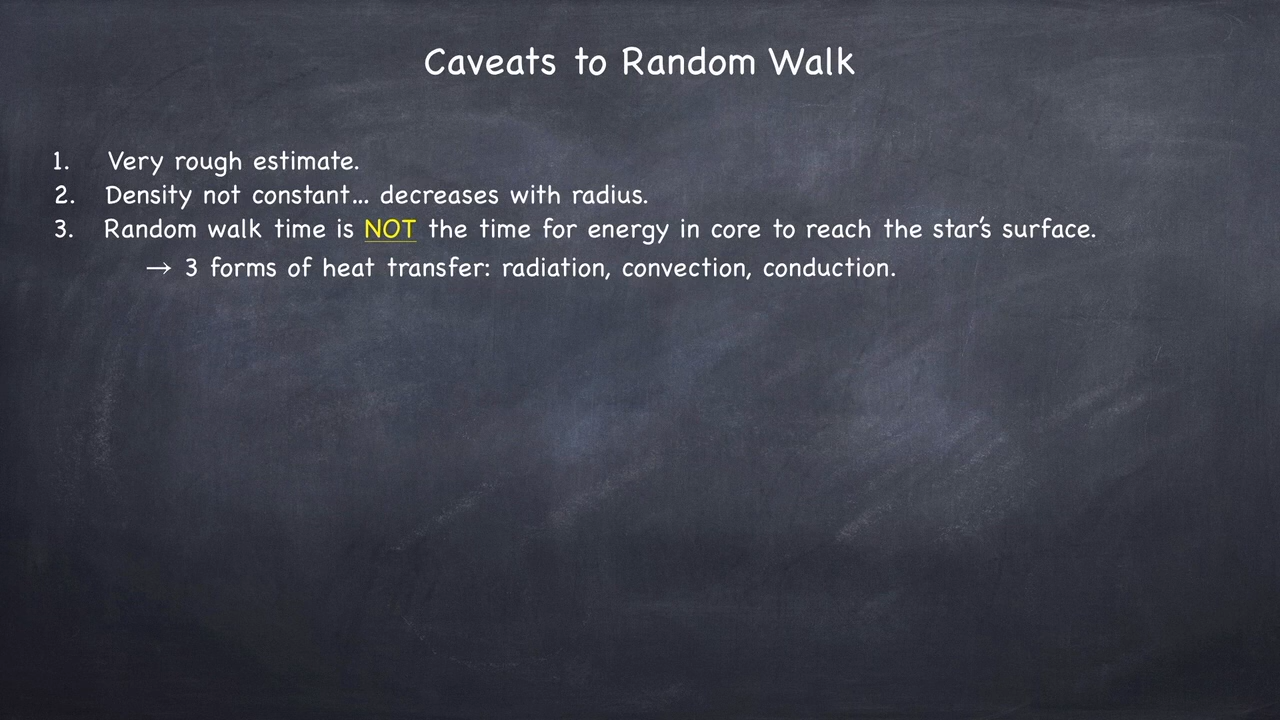 Caveats to Random Walk
1. Very rough estimate.
2. Density not constant... decreases with radius.
3. Random walk time is NOT the time for energy in core to reach the star's surface.
→ 3 forms of heat transfer: radiation, convection, conduction.